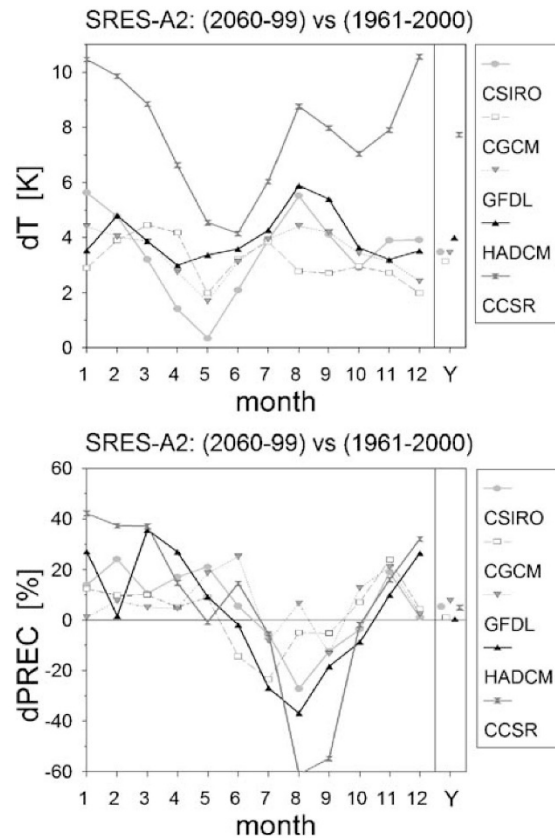 SRES-A2: (2060-99) vs (1961-2000)
10
8
6
4
2
0
dT [K]
1 2 3 4 5 6 7 8 9 10 11 12 Y
month
CSIRO
CGCM
GFDL
HADCM
CCSR
SRES-A2: (2060-99) vs (1961-2000)
60
40
20
0
-20
-40
-60
dPREC [%]
1 2 3 4 5 6 7 8 9 10 11 12 Y
month
CSIRO
CGCM
GFDL
HADCM
CCSR